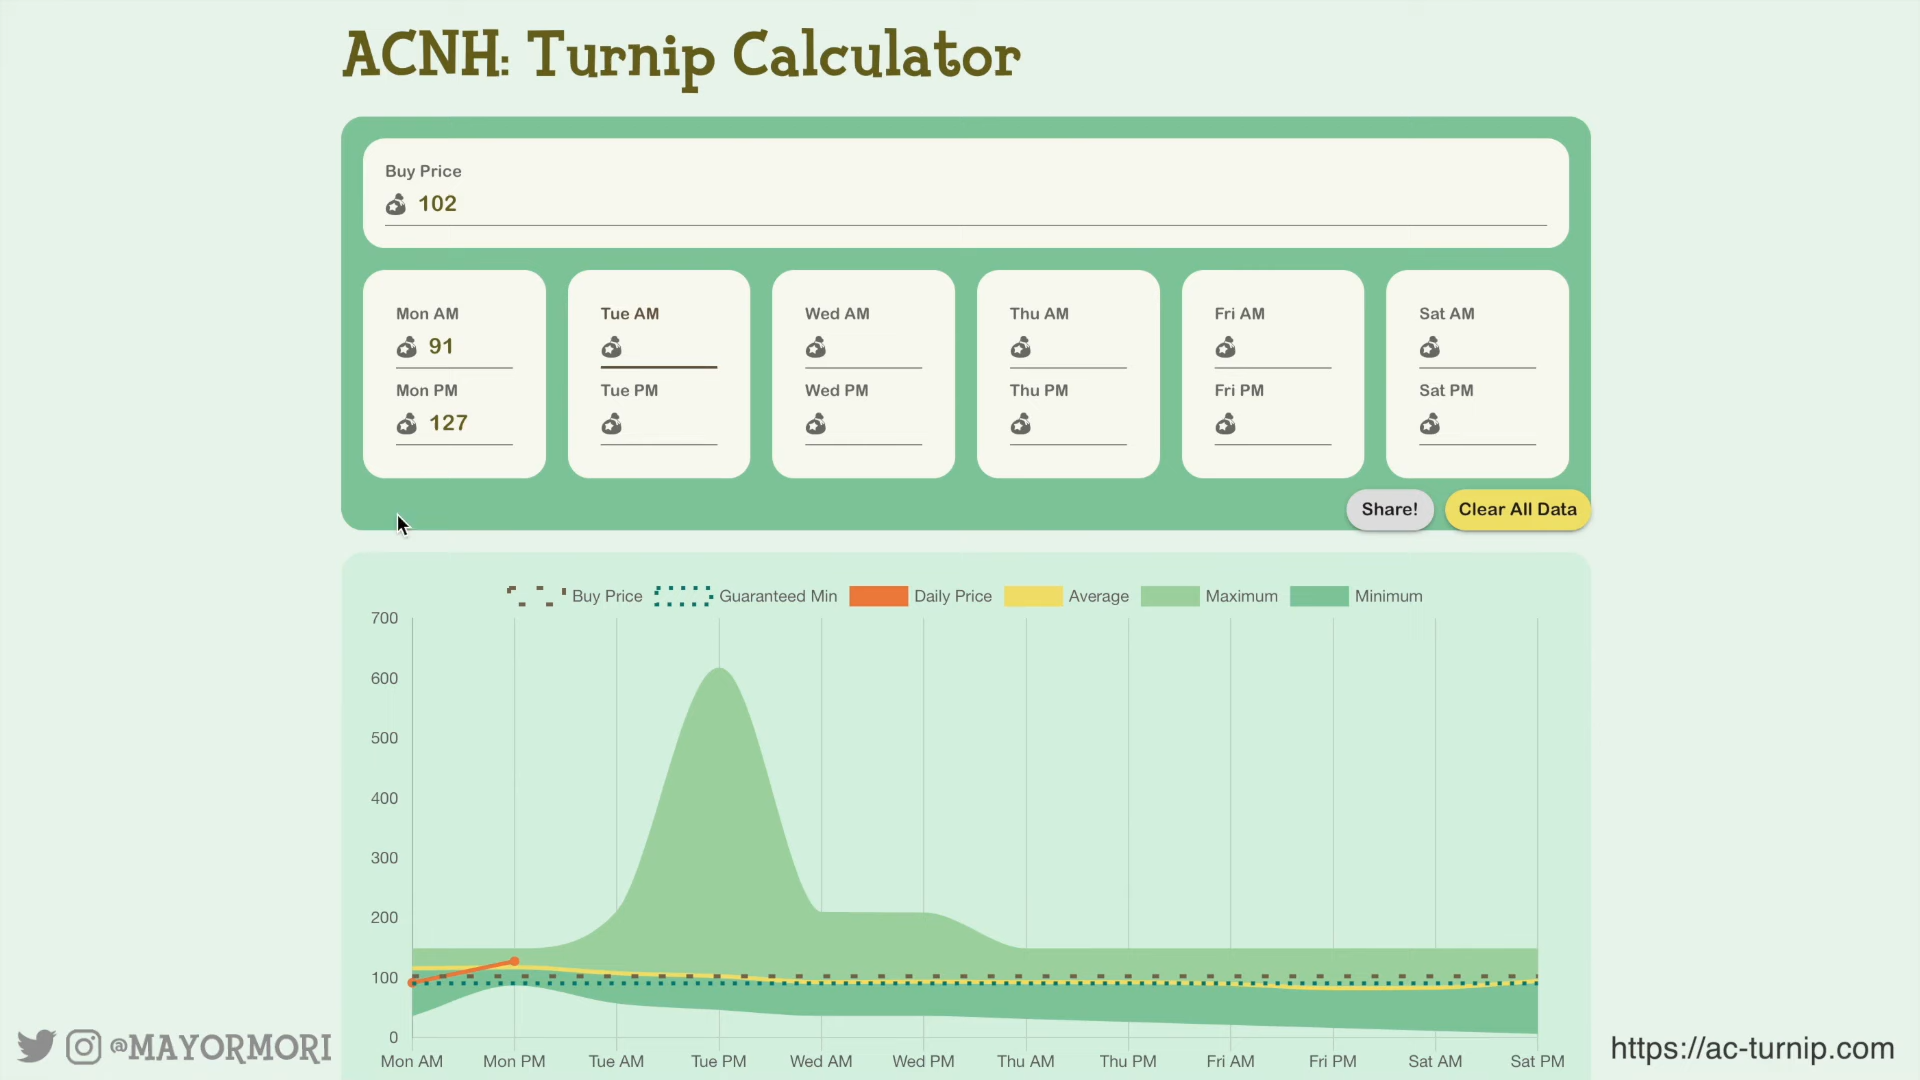 ACNH: Turnip Calculator
Buy Price
102
Mon AM Tue AM Wed AM Thu AM Fri AM Sat AM
91
Mon PM Tue PM Wed PM Thu PM Fri PM Sat PM
127
Share! Clear All Data
Buy Price Guaranteed Min Daily Price Average Maximum Minimum
700
600
500
400
300
200
100
0
Mon AM Mon PM Tue AM Tue PM Wed AM Wed PM Thu AM Thu PM Fri AM Fri PM Sat AM Sat PM
@MAYORMORI
https://ac-turnip.com